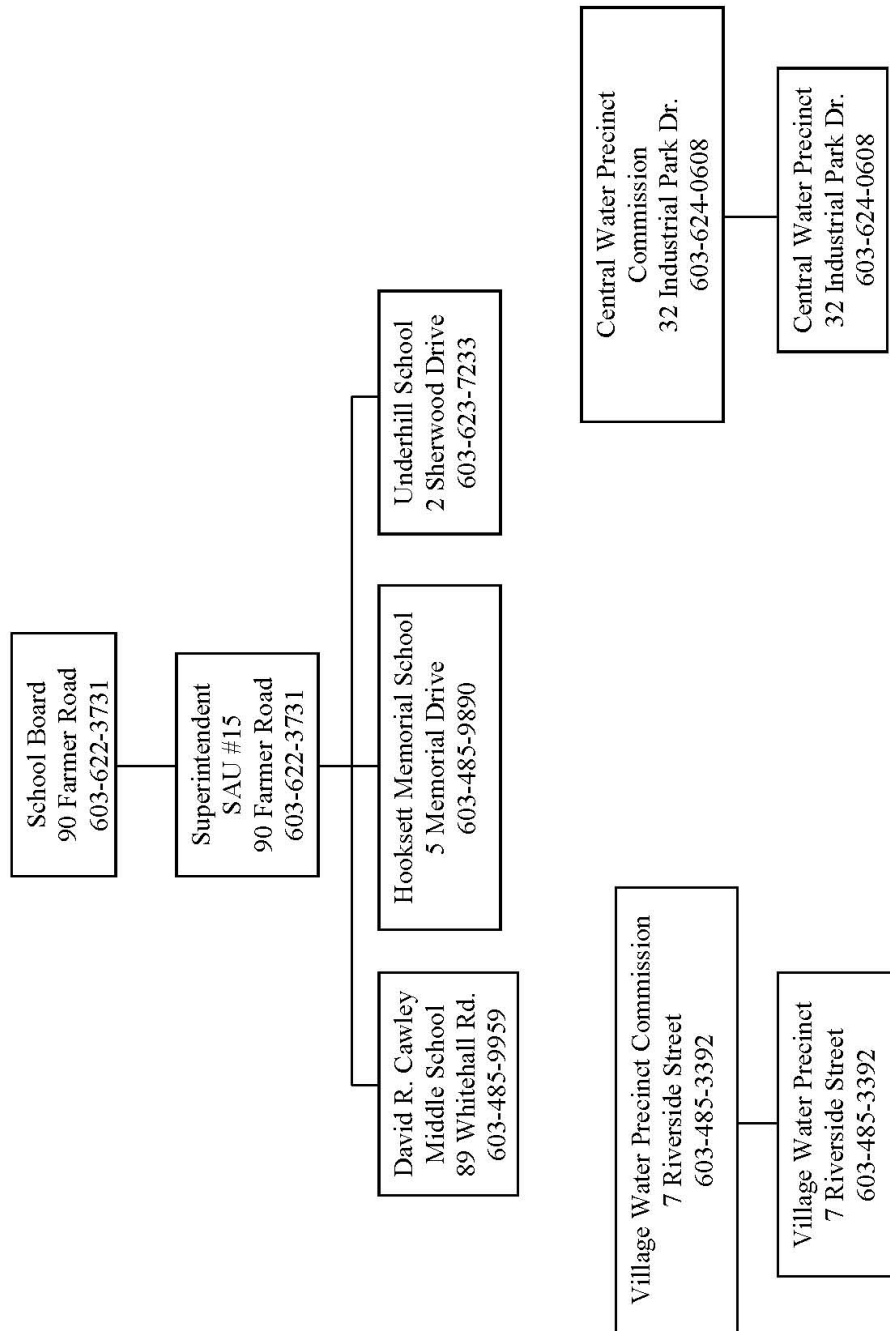 School Board
90 Farmer Road
603-622-3731
Superintendent
SAU #15
90 Farmer Road
603-622-3731
David R. Cawley
Middle School
89 Whitehall Rd.
603-485-9959
Hooksett Memorial School
5 Memorial Drive
603-485-9890
Underhill School
2 Sherwood Drive
603-623-7233
Village Water Precinct Commission
7 Riverside Street
603-485-3392
Village Water Precinct
7 Riverside Street
603-485-3392
Central Water Precinct
Commission
32 Industrial Park Dr.
603-624-0608
Central Water Precinct
32 Industrial Park Dr.
603-624-0608